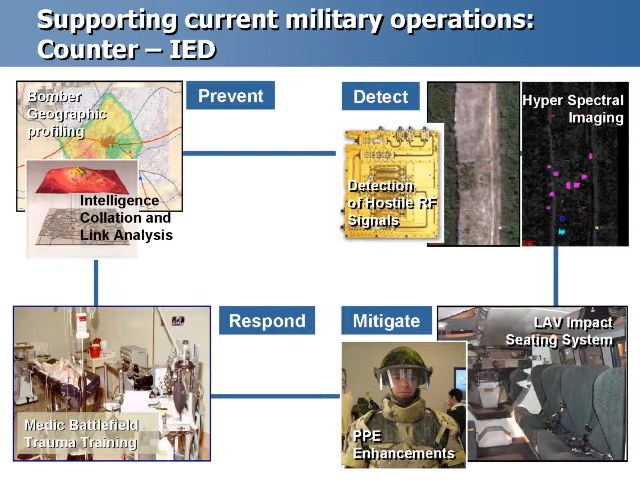 Supporting current military operations:
Counter – IED
Bomber
Geographic
profiling
Prevent
Intelligence
Collation and
Link Analysis
Detect
Detection
of Hostile RF
Signals
Hyper Spectral
Imaging
Respond
Medic Battlefield
Trauma Training
Mitigate
PPE
Enhancements
LAV Impact
Seating System